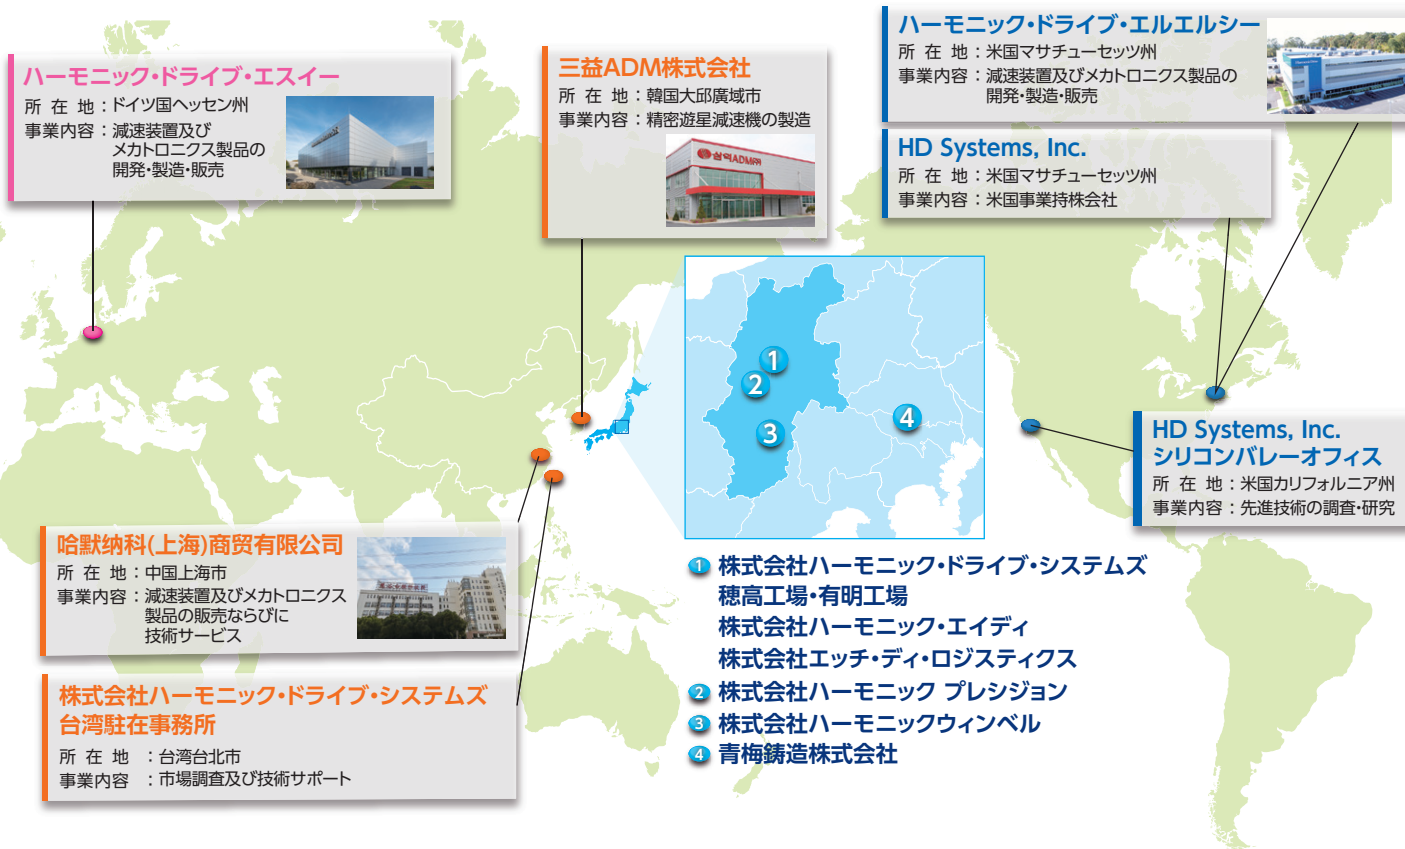 ハーモニック・ドライブ・エスイー
所在地：ドイツ国ヘッセン州
事業内容：減速装置及び
メカトロニクス製品の
開発・製造・販売
三益ADM株式会社
所在地：韓国大邱廣域市
事業内容：精密遊星減速機の製造
삼익ADM㈜
ハーモニック・ドライブ・エルエルシー
所在地：米国マサチューセッツ州
事業内容：減速装置及びメカトロニクス製品の
開発・製造・販売
HD Systems, Inc.
所在地：米国マサチューセッツ州
事業内容：米国事業持株会社
1
2
3
4
HD Systems, Inc.
シリコンバレーオフィス
所在地：米国カリフォルニア州
事業内容：先進技術の調査・研究
哈默纳科(上海)商贸有限公司
所在地：中国上海市
事業内容：減速装置及びメカトロニクス
製品の販売ならびに
技術サービス
株式会社ハーモニック・ドライブ・システムズ
台湾駐在事務所
所在地：台湾台北市
事業内容：市場調査及び技術サポート
1 株式会社ハーモニック・ドライブ・システムズ
穂高工場・有明工場
株式会社ハーモニック・エイディ
株式会社エッチ・ディ・ロジスティクス
2 株式会社ハーモニック プレシジョン
3 株式会社ハーモニックウィンベル
4 青梅鋳造株式会社